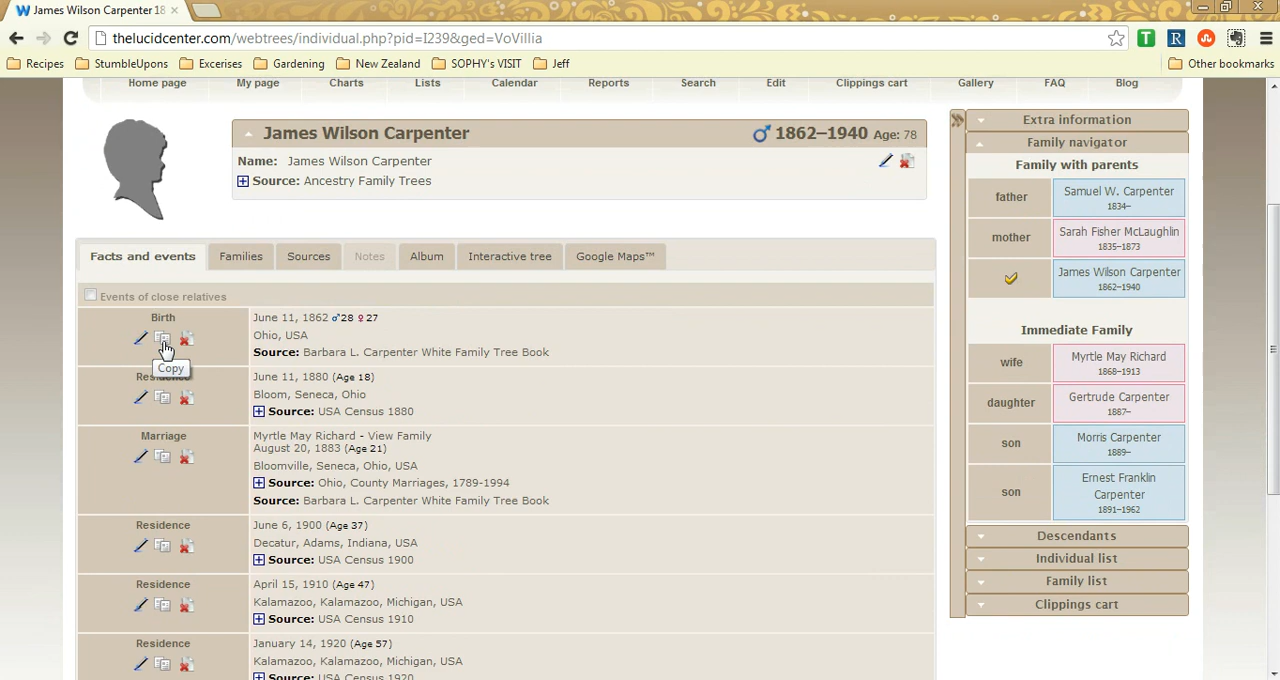 James Wilson Carpenter 18
thelucidcenter.com/webtrees/individual.php?pid=I239&ged=VoVillia
Recipes StumbleUpons Excerises Gardening New Zealand SOPHY's VISIT Jeff Other bookmarks
Home page My page Charts Lists Calendar Reports Search Edit Clippings cart Gallery FAQ Blog
James Wilson Carpenter ♂ 1862–1940 Age: 78
Name: James Wilson Carpenter
Source: Ancestry Family Trees
Facts and events Families Sources Notes Album Interactive tree Google Maps™
Events of close relatives
Birth June 11, 1862 ♂28 ♀27
Ohio, USA
Source: Barbara L. Carpenter White Family Tree Book
Copy
June 11, 1880 (Age 18)
Bloom, Seneca, Ohio
Source: USA Census 1880
Marriage Myrtle May Richard - View Family
August 20, 1883 (Age 21)
Bloomville, Seneca, Ohio, USA
Source: Ohio, County Marriages, 1789-1994
Source: Barbara L. Carpenter White Family Tree Book
Residence June 6, 1900 (Age 37)
Decatur, Adams, Indiana, USA
Source: USA Census 1900
Residence April 15, 1910 (Age 47)
Kalamazoo, Kalamazoo, Michigan, USA
Source: USA Census 1910
Residence January 14, 1920 (Age 57)
Kalamazoo, Kalamazoo, Michigan, USA
Source: USA Census 1920
Extra information
Family navigator
Family with parents
father Samuel W. Carpenter
1834–
mother Sarah Fisher McLaughlin
1835–1873
James Wilson Carpenter
1862–1940
Immediate Family
wife Myrtle May Richard
1868–1913
daughter Gertrude Carpenter
1887–
son Morris Carpenter
1889–
son Ernest Franklin
Carpenter
1891–1962
Descendants
Individual list
Family list
Clippings cart